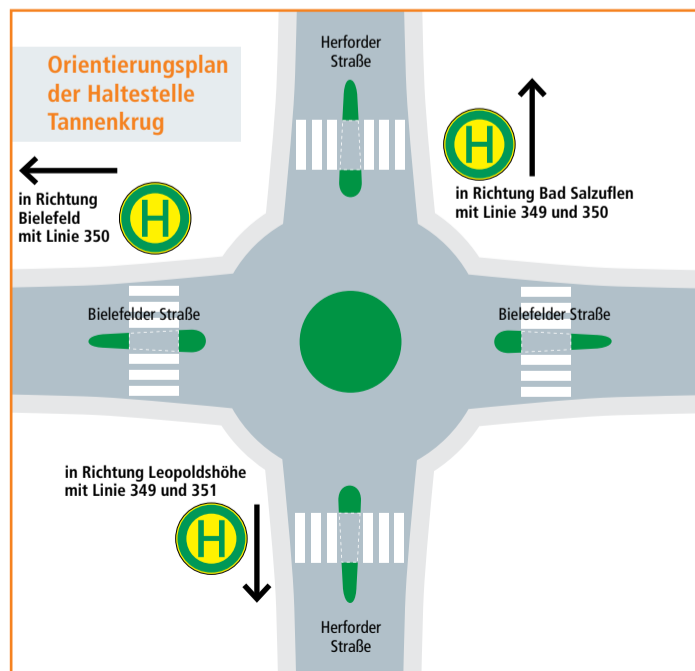 Orientierungsplan
der Haltestelle
Tannenkrug
Herforder
Straße
H
in Richtung Bad Salzuflen
mit Linie 349 und 350
in Richtung
Bielefeld
mit Linie 350
H
Bielefelder Straße
Bielefelder Straße
in Richtung Leopoldshöhe
mit Linie 349 und 351
H
Herforder
Straße